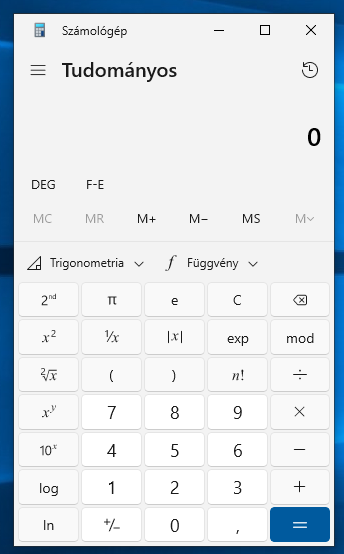 Számológép
Tudományos
0
DEG F-E
MC MR M+ M− MS M
Trigonometria f Függvény
2ⁿᵈ π e C
x² ¹⁄x |x| exp mod
²√x ( ) n! ÷
xʸ 7 8 9 ×
10ˣ 4 5 6 −
log 1 2 3 +
ln +/− 0 , =